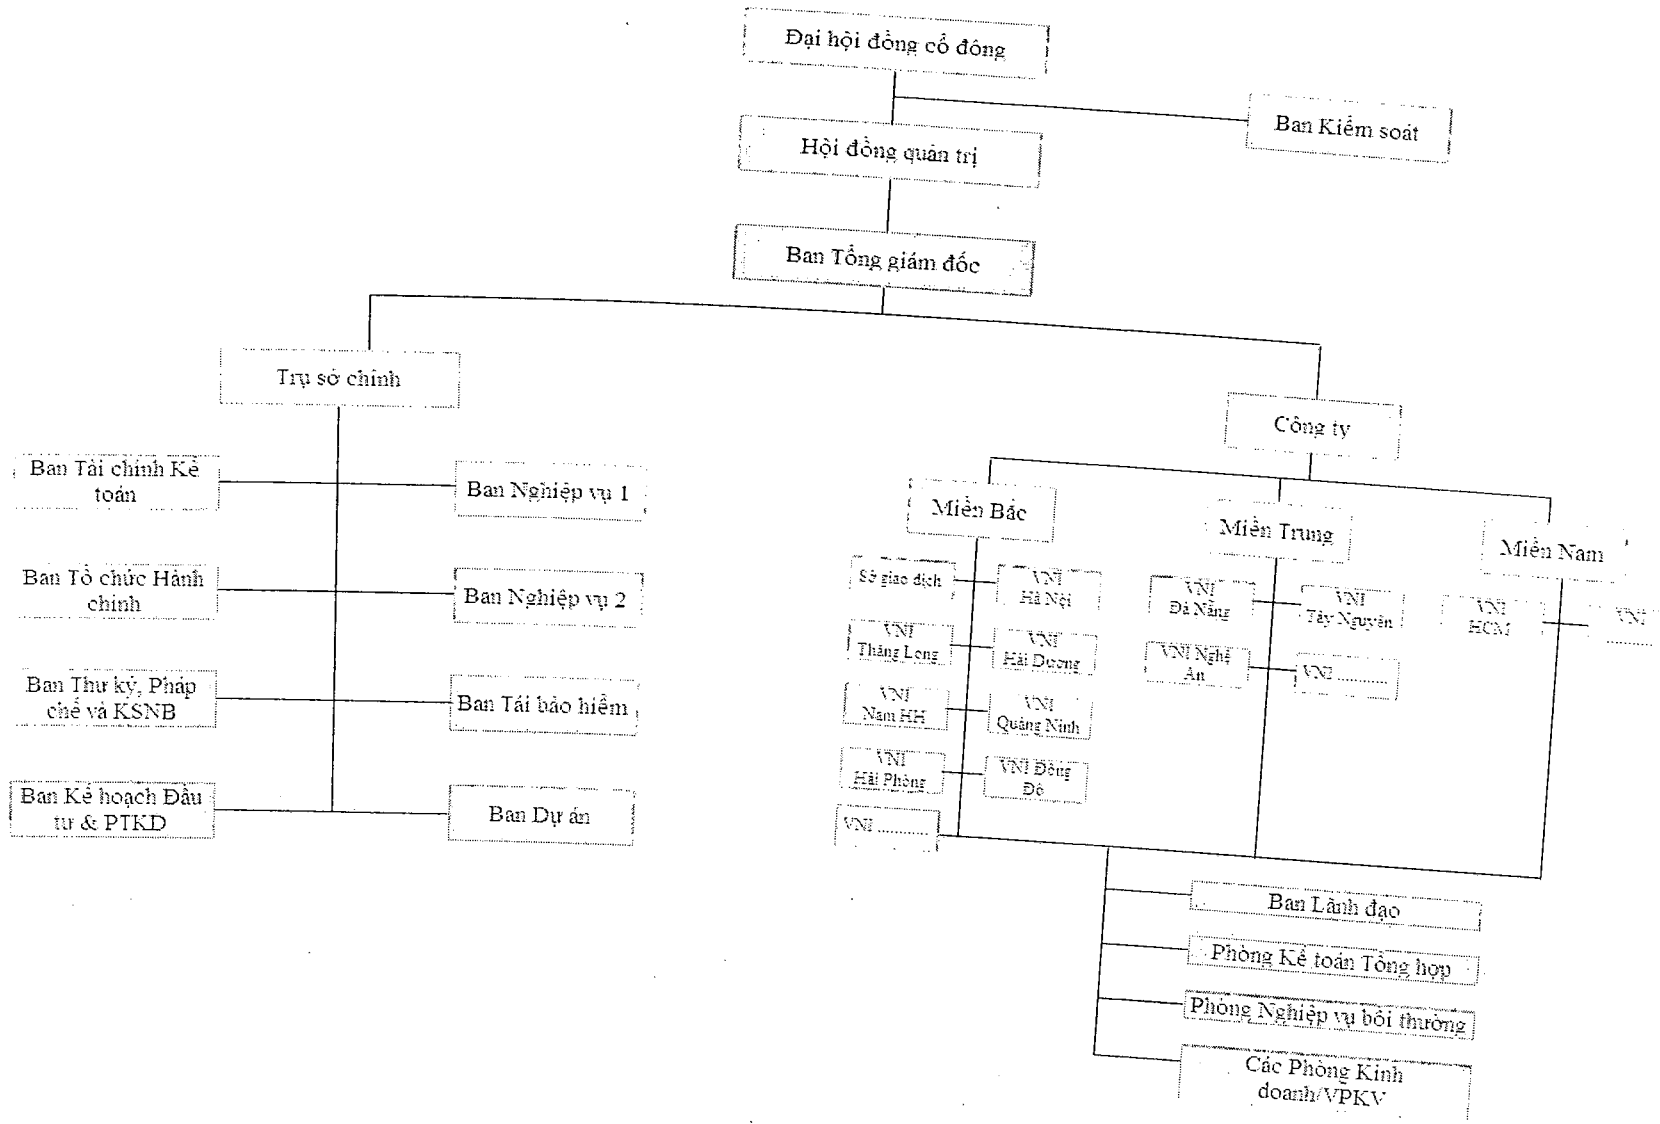 Đại hội đồng cổ đông
Ban Kiểm soát
Hội đồng quản trị
Ban Tổng giám đốc
Trụ sở chính
Công ty
Ban Tài chính Kế
toán
Ban Nghiệp vụ 1
Ban Tổ chức Hành
chính
Ban Nghiệp vụ 2
Ban Thư ký, Pháp
chế và KSNB
Ban Tái bảo hiểm
Ban Kế hoạch Đầu
tư & PTKD
Ban Dự án
Miền Bắc
Miền Trung
Miền Nam
Sở giao dịch
VNI
Hà Nội
VNI
Thăng Long
VNI
Hải Dương
VNI
Nam HH
VNI
Quảng Ninh
VNI
Hải Phòng
VNI Đông
Đô
VNI ............
VNI
Đà Nẵng
VNI
Tây Nguyên
VNI Nghệ
An
VNI ............
VNI
HCM
VNI
............
Ban Lãnh đạo
Phòng Kế toán Tổng hợp
Phòng Nghiệp vụ bồi thường
Các Phòng Kinh
doanh/VPKV